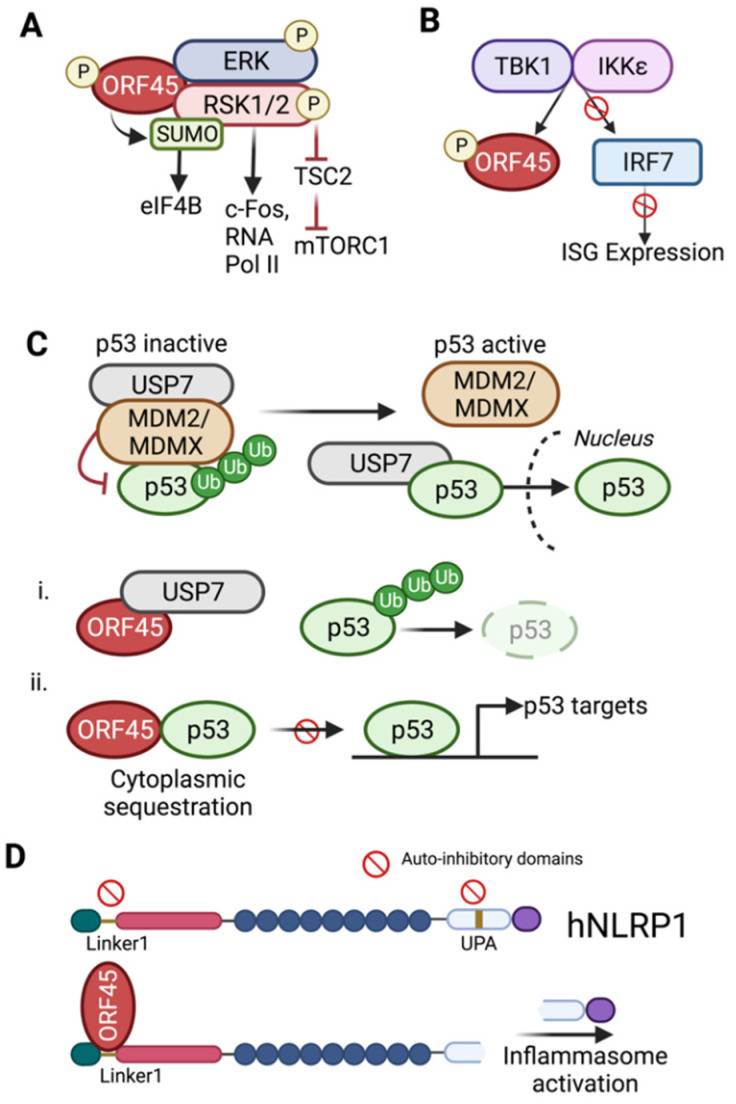 A
P
ERK
P
ORF45
RSK1/2
P
SUMO
TSC2
eIF4B
c-Fos,
RNA
Pol II
mTORC1
B
TBK1
IKKε
P
ORF45
IRF7
ISG Expression
C
p53 inactive
USP7
MDM2/
MDMX
p53
Ub
Ub
Ub
p53 active
MDM2/
MDMX
USP7
p53
Nucleus
p53
i.
USP7
ORF45
p53
Ub
Ub
Ub
p53
ii.
ORF45
p53
Cytoplasmic
sequestration
p53
p53 targets
D
Auto-inhibitory domains
Linker1
UPA
hNLRP1
ORF45
Linker1
Inflammasome
activation